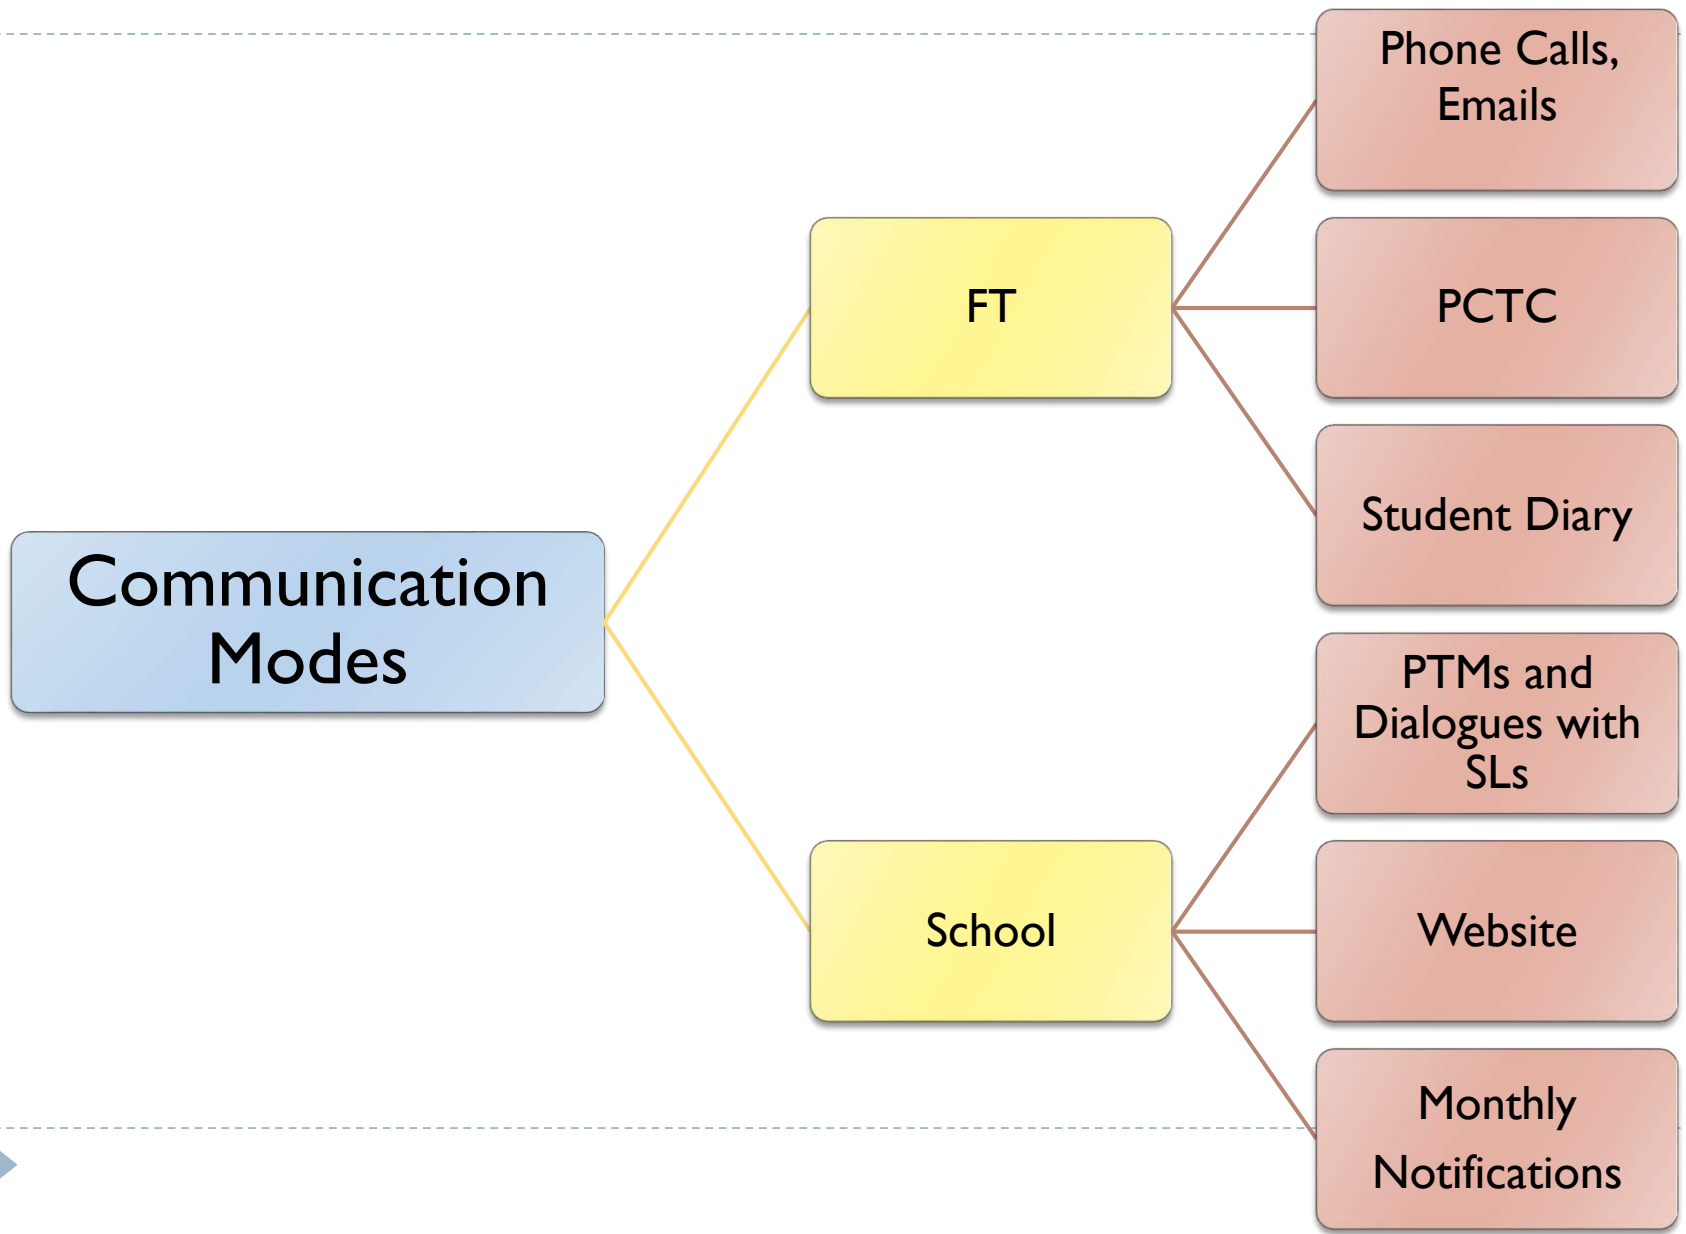 Communication
Modes
FT
Phone Calls,
Emails
PCTC
Student Diary
School
PTMs and
Dialogues with
SLs
Website
Monthly
Notifications